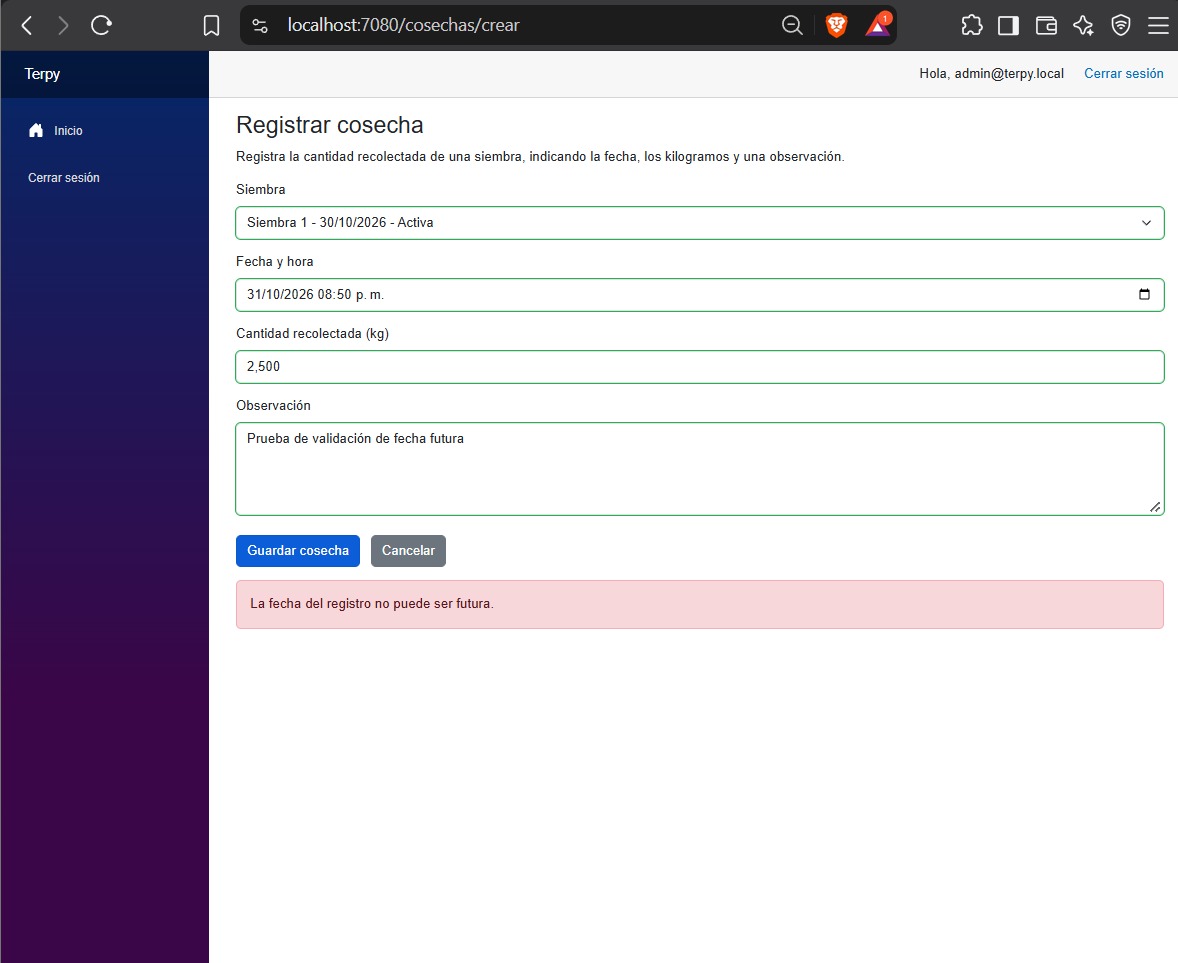 localhost:7080/cosechas/crear
1
Terpy
Hola, admin@terpy.local
Cerrar sesión
Inicio
Cerrar sesión
Registrar cosecha
Registra la cantidad recolectada de una siembra, indicando la fecha, los kilogramos y una observación.
Siembra
Siembra 1 - 30/10/2026 - Activa
Fecha y hora
31/10/2026 08:50 p. m.
Cantidad recolectada (kg)
2,500
Observación
Prueba de validación de fecha futura
Guardar cosecha
Cancelar
La fecha del registro no puede ser futura.